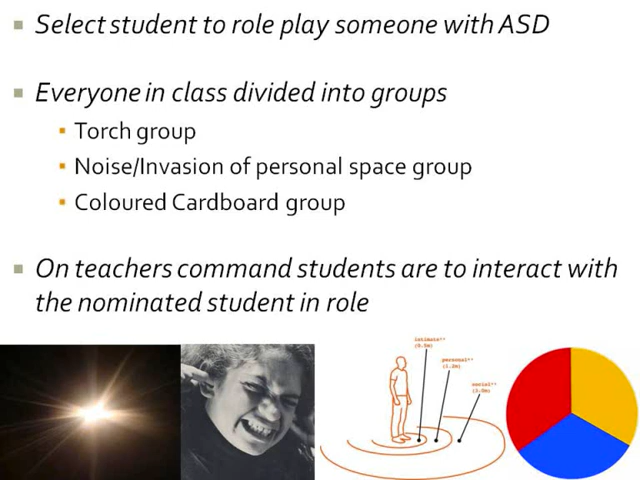 Select student to role play someone with ASD
Everyone in class divided into groups
Torch group
Noise/Invasion of personal space group
Coloured Cardboard group
On teachers command students are to interact with
the nominated student in role
intimate**
(0.5m)
personal**
(1.2m)
social**